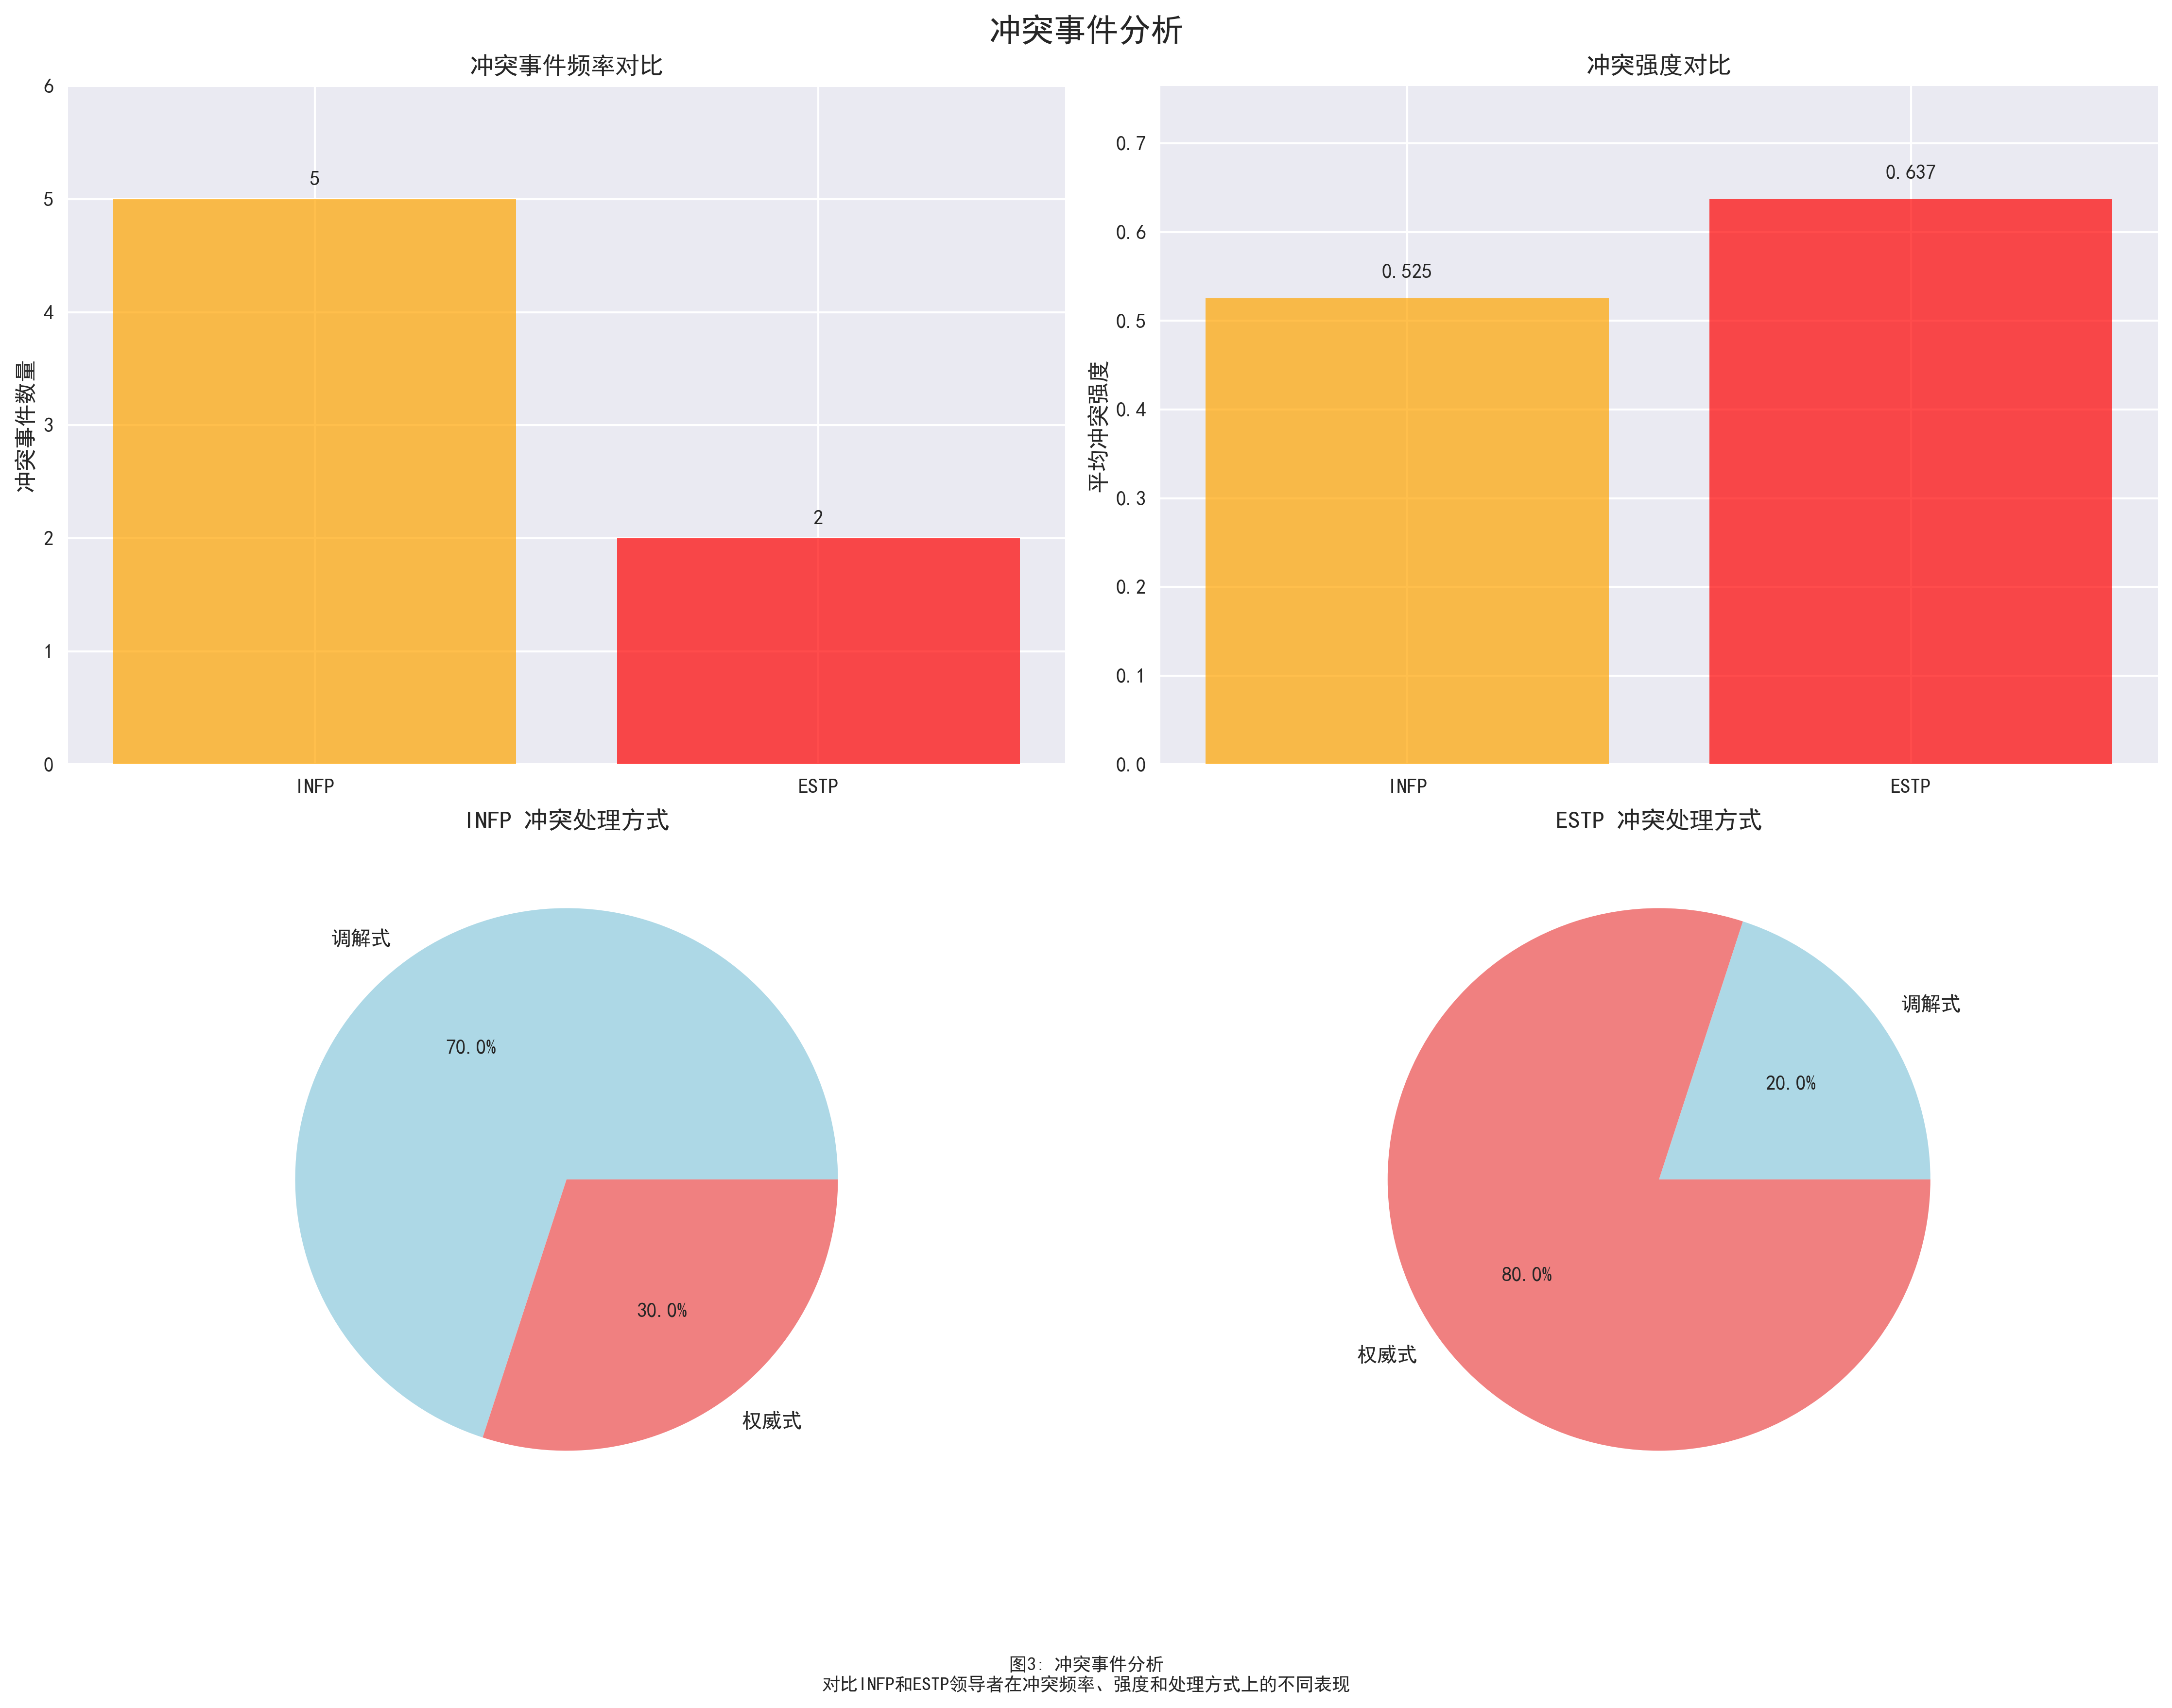 冲突事件分析
冲突事件频率对比
冲突事件数量
6
5
4
3
2
1
0
5
2
INFP
ESTP
冲突强度对比
平均冲突强度
0.7
0.6
0.5
0.4
0.3
0.2
0.1
0.0
0.525
0.637
INFP
ESTP
INFP 冲突处理方式
调解式
70.0%
30.0%
权威式
ESTP 冲突处理方式
调解式
20.0%
80.0%
权威式
图3: 冲突事件分析
对比INFP和ESTP领导者在冲突频率、强度和处理方式上的不同表现